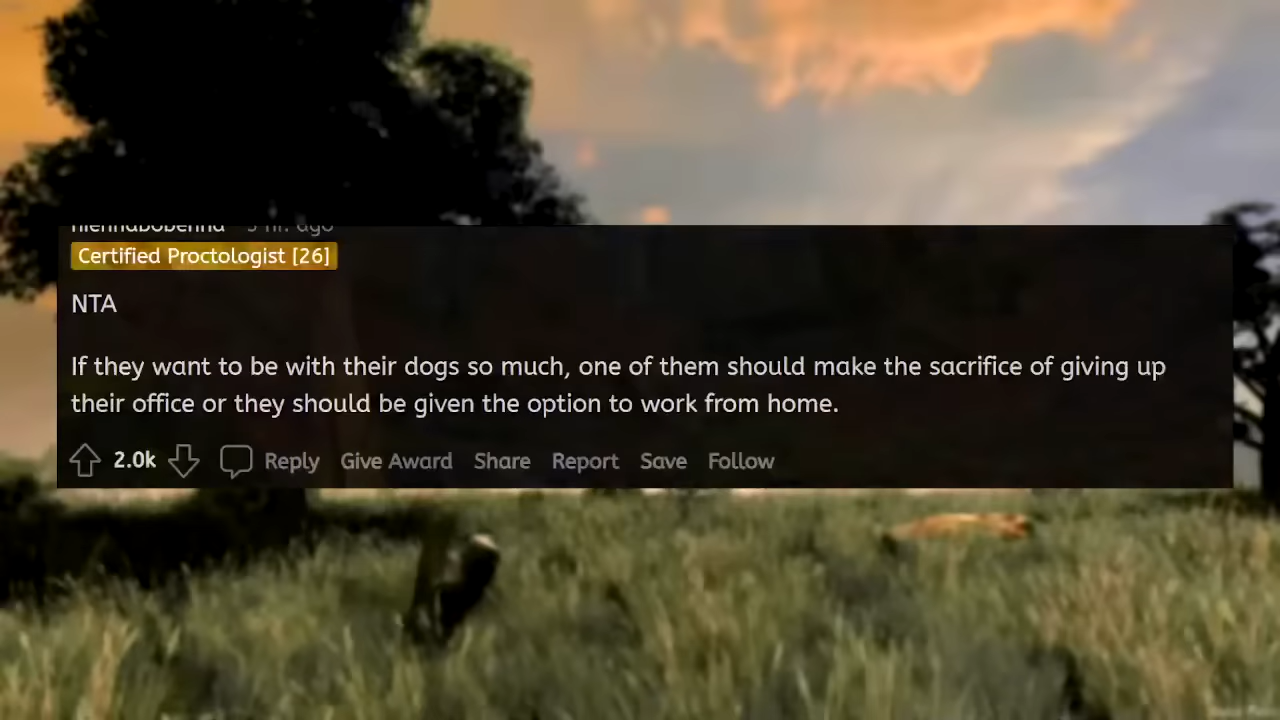 Certified Proctologist [26]
NTA
If they want to be with their dogs so much, one of them should make the sacrifice of giving up
their office or they should be given the option to work from home.
2.0k Reply Give Award Share Report Save Follow